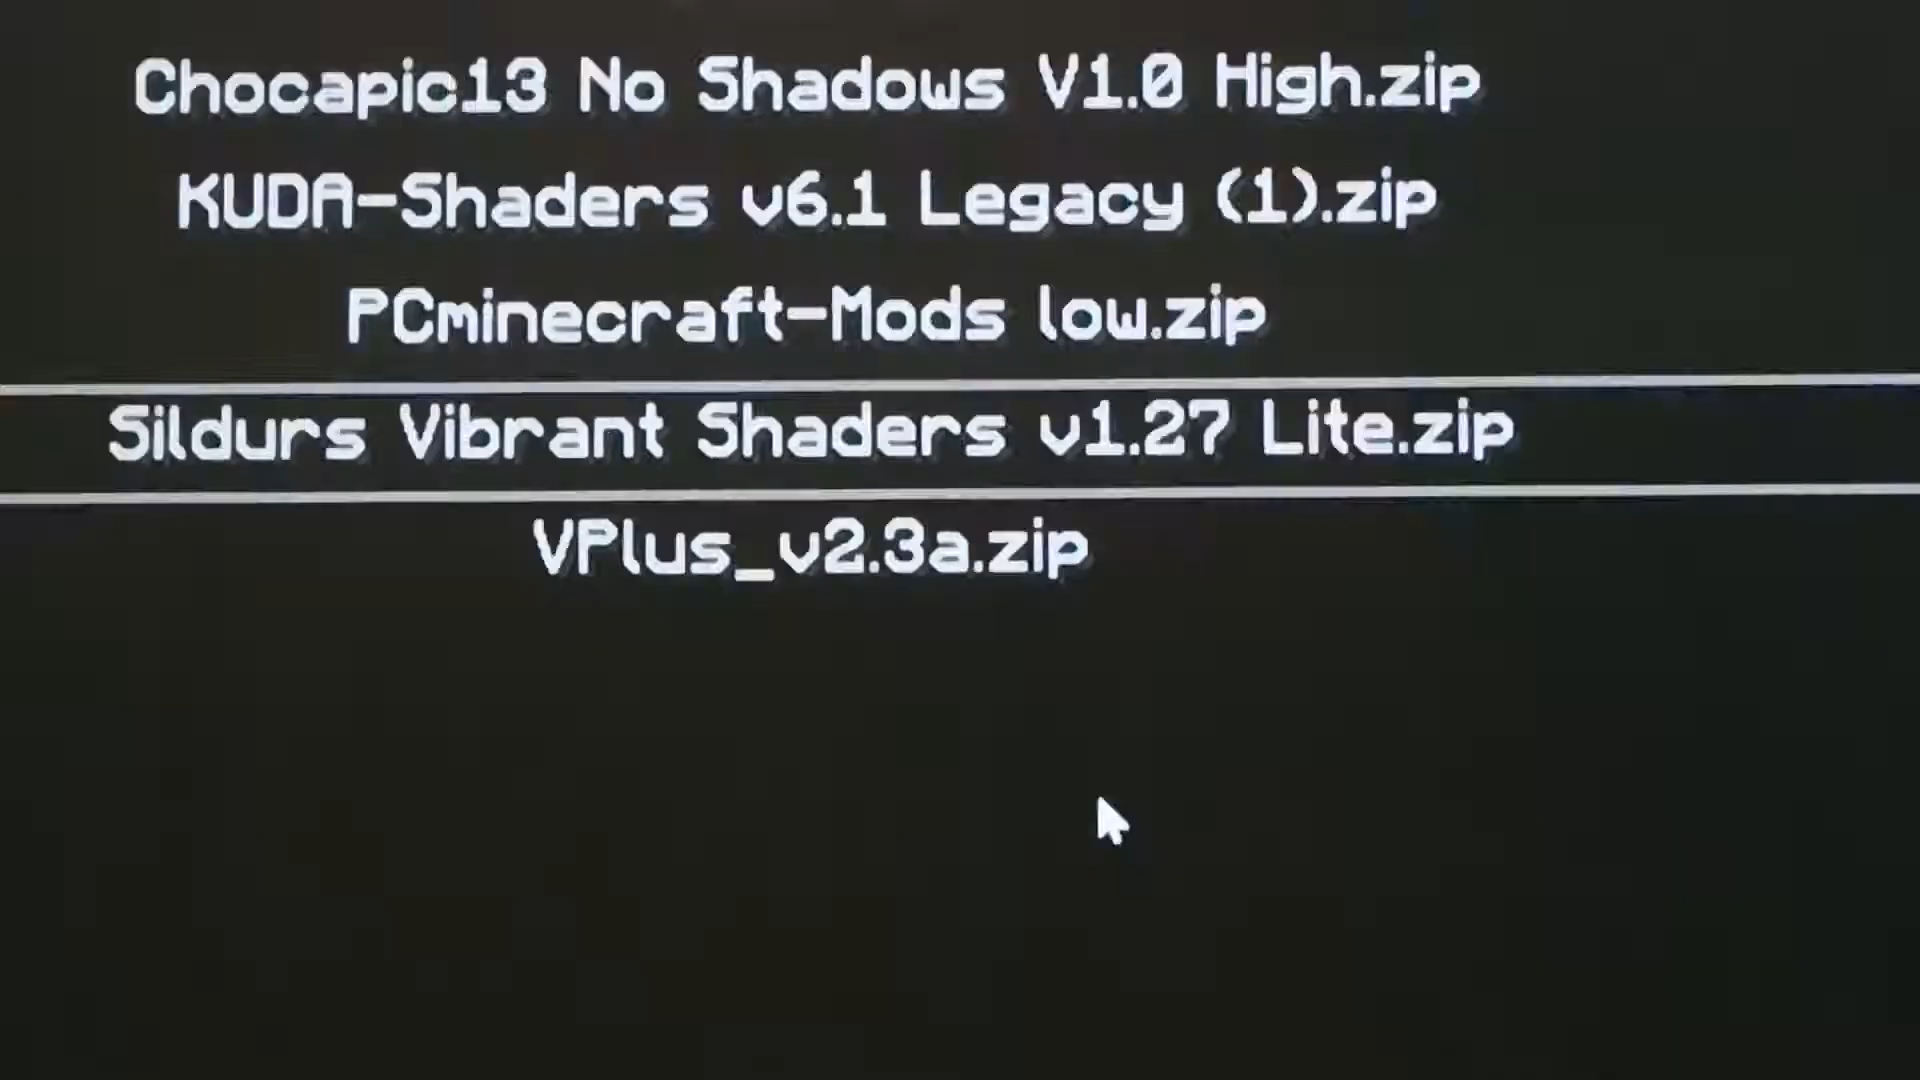 Chocapic13 No Shadows V1.0 High.zip
KUDA-Shaders v6.1 Legacy (1).zip
PCminecraft-Mods low.zip
Sildurs Vibrant Shaders v1.27 Lite.zip
VPlus_v2.3a.zip